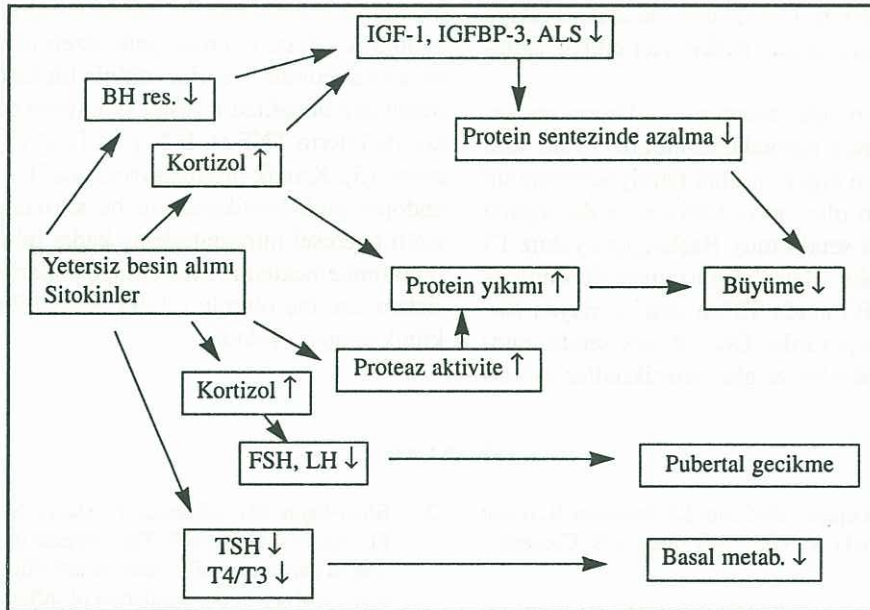 IGF-1, IGFBP-3, ALS ↓
BH res. ↓
Protein sentezinde azalma ↓
Kortizol ↑
Yetersiz besin alımı
Sitokinler
Protein yıkımı ↑
Büyüme ↓
Proteaz aktivite ↑
Kortizol ↑
FSH, LH ↓
Pubertal gecikme
TSH ↓
T4/T3 ↓
Basal metab. ↓